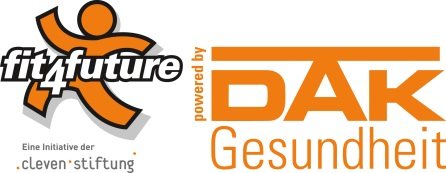 fit4future
Eine Initiative der
.cleven·stiftung.
powered by
DAK
Gesundheit